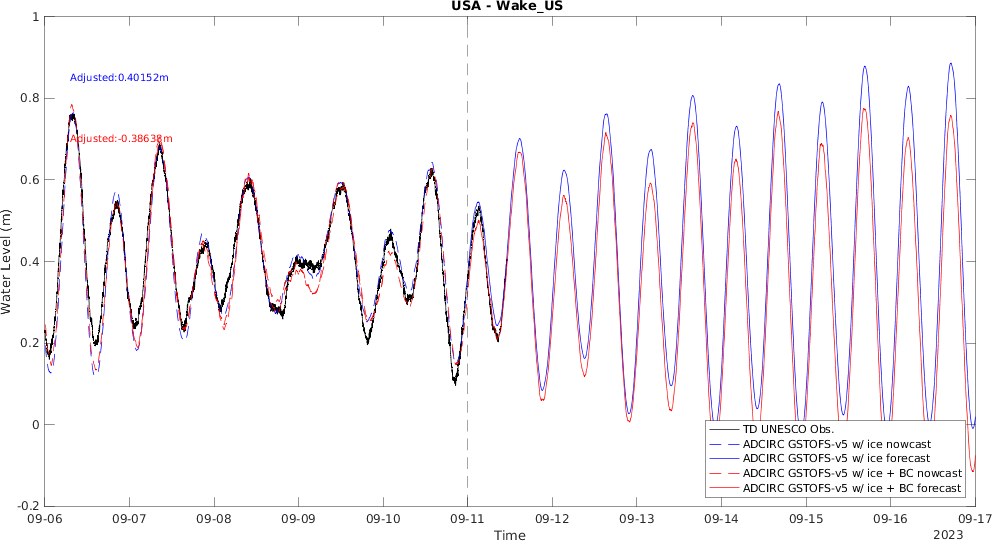 USA - Wake_US
1
0.8
0.6
0.4
0.2
0
-0.2
Water Level (m)
Adjusted:0.40152m
Adjusted:-0.38638m
TD UNESCO Obs.
ADCIRC GSTOFS-v5 w/ ice nowcast
ADCIRC GSTOFS-v5 w/ ice forecast
ADCIRC GSTOFS-v5 w/ ice + BC nowcast
ADCIRC GSTOFS-v5 w/ ice + BC forecast
09-06 09-07 09-08 09-09 09-10 09-11 09-12 09-13 09-14 09-15 09-16 09-17
Time
2023